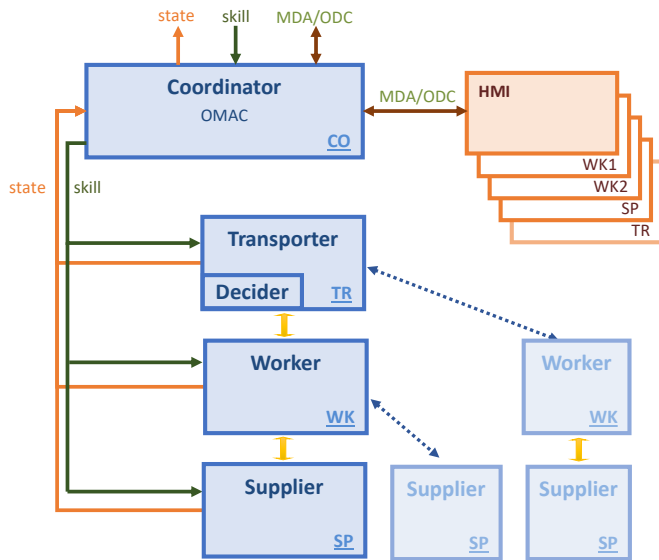 state
skill
MDA/ODC
Coordinator
OMAC
CO
MDA/ODC
HMI
WK1
WK2
SP
TR
state
skill
Transporter
Decider
TR
Worker
WK
Worker
WK
Supplier
SP
Supplier
SP
Supplier
SP